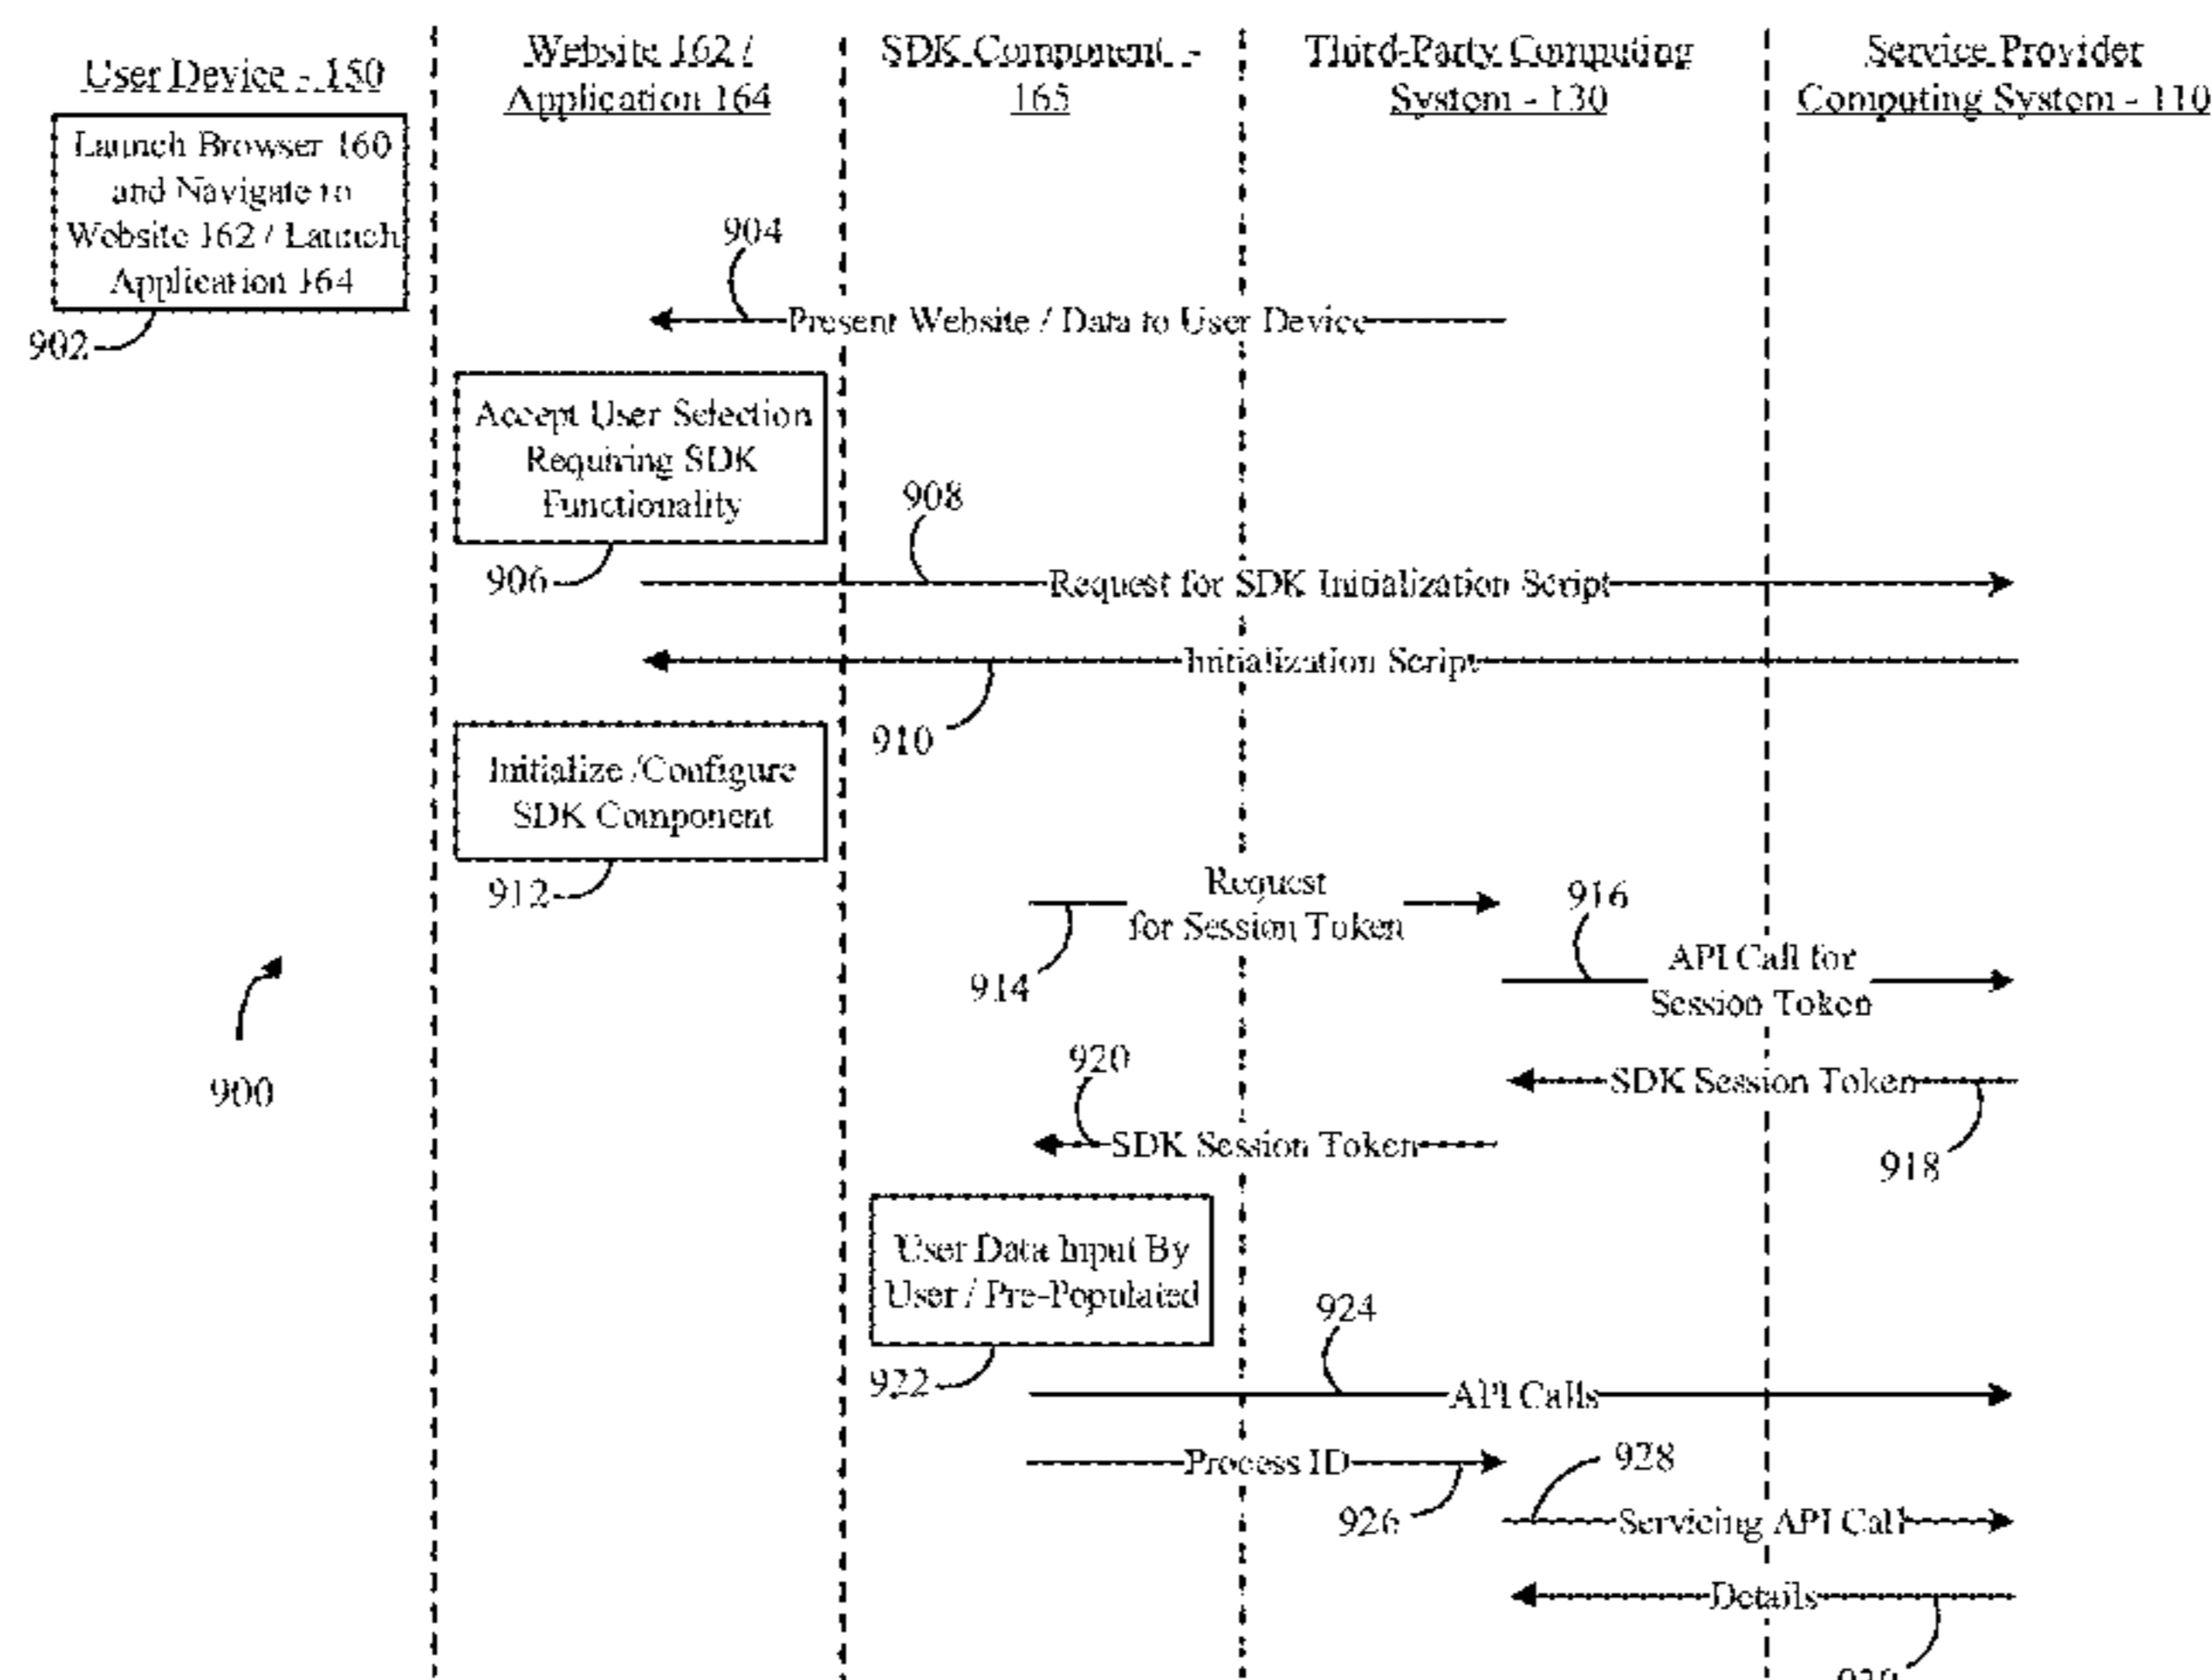 User Device - 150
Website 162 /
Application 164
SDK Component -
165
Third-Party Computing
System - 130
Service Provider
Computing System - 110
Launch Browser 160
and Navigate to
Website 162 / Launch
Application 164
902
904
Present Website / Data to User Device
Accept User Selection
Requiring SDK
Functionality
906
908
Request for SDK Initialization Script
Initialization Script
910
Initialize /Configure
SDK Component
912
Request
for Session Token
914
916
API Call for
Session Token
900
SDK Session Token
918
920
SDK Session Token
User Data Input By
User / Pre-Populated
922
924
API Calls
Process ID
926
928
Servicing API Call
Details